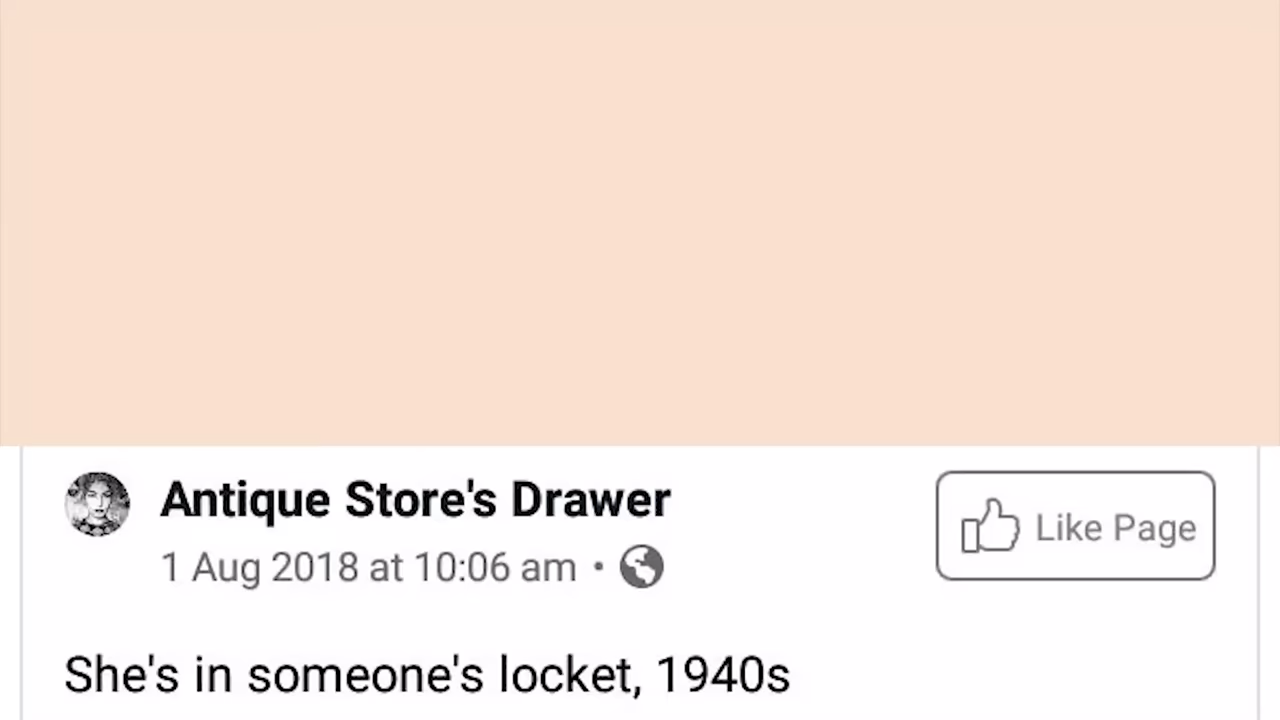 Antique Store's Drawer
Like Page
1 Aug 2018 at 10:06 am •
She's in someone's locket, 1940s